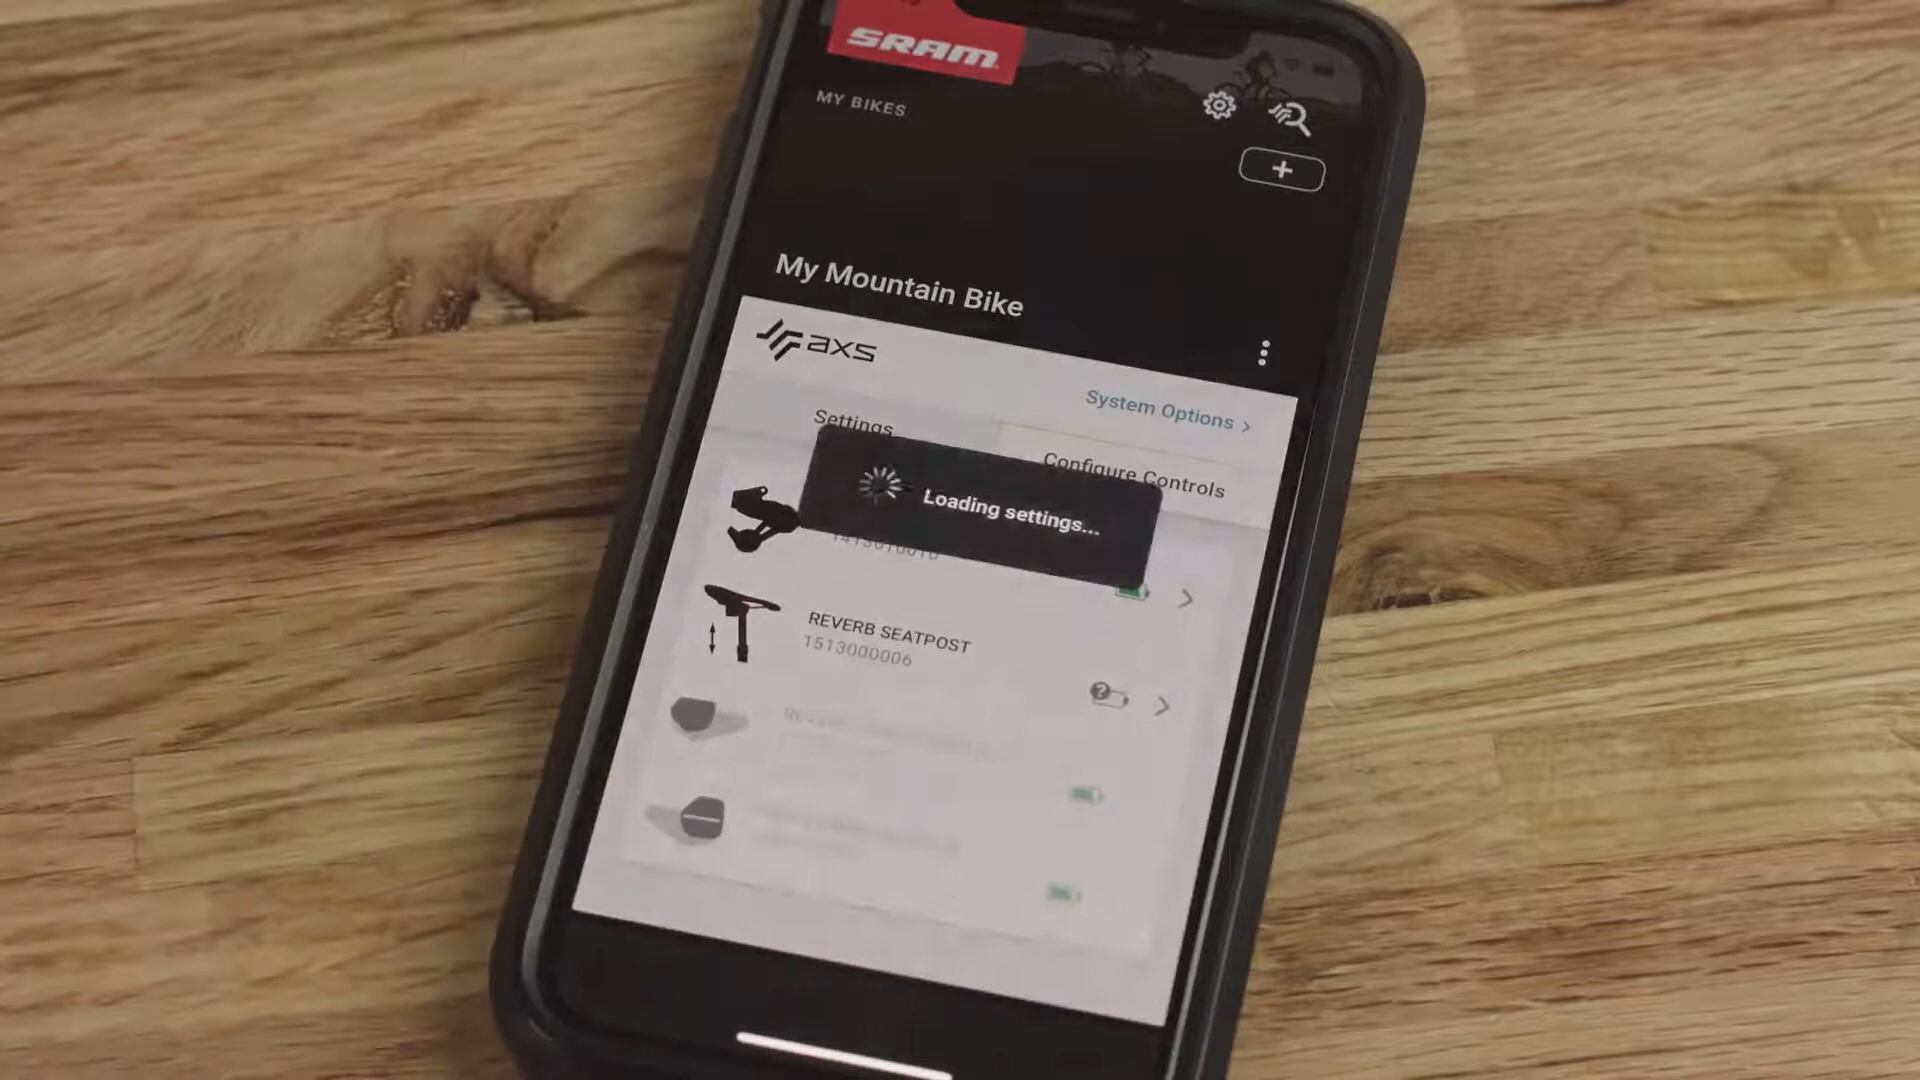 SRAM
MY BIKES
+
My Mountain Bike
axs
System Options >
Settings
Configure Controls
Loading settings...
REVERB SEATPOST
1513000006